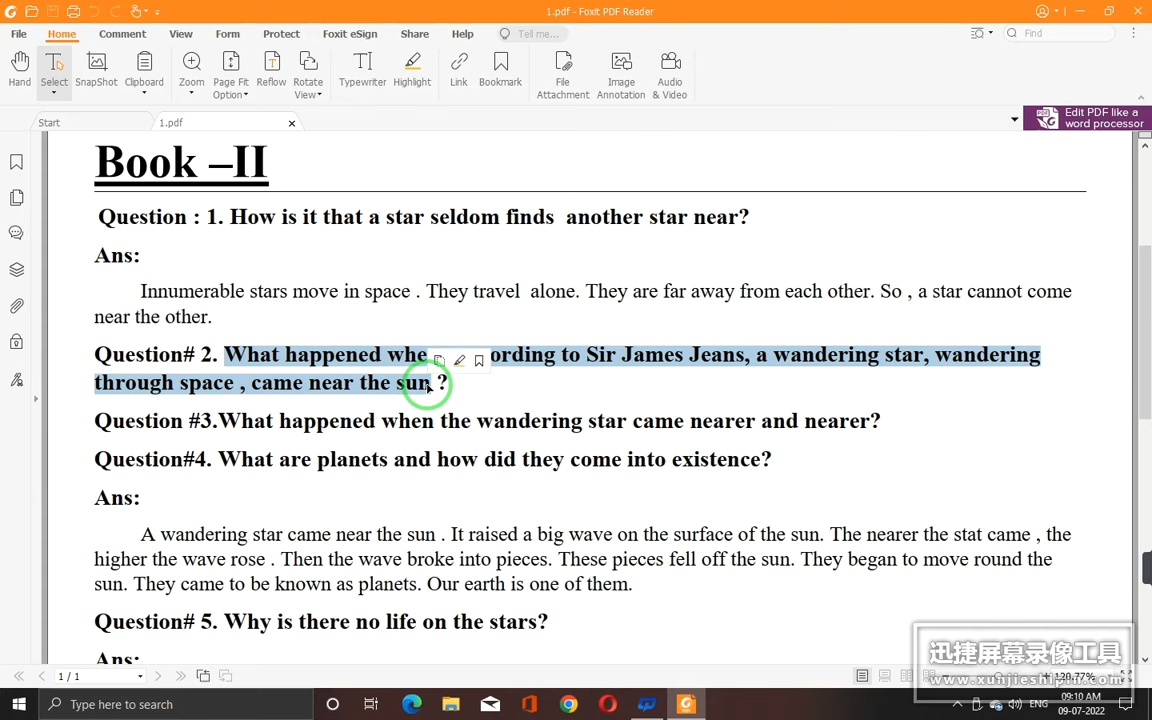 1.pdf - Foxit PDF Reader
File Home Comment View Form Protect Foxit eSign Share Help Tell me... Find
Hand Select SnapShot Clipboard Zoom Page Fit Option Reflow Rotate View Typewriter Highlight Link Bookmark File Attachment Image Annotation Audio & Video
Start 1.pdf
Edit PDF like a
word processor
Book –II
Question : 1. How is it that a star seldom finds another star near?
Ans:
Innumerable stars move in space . They travel alone. They are far away from each other. So , a star cannot come
near the other.
Question# 2. What happened whe ording to Sir James Jeans, a wandering star, wandering
through space , came near the sun ?
Question #3.What happened when the wandering star came nearer and nearer?
Question#4. What are planets and how did they come into existence?
Ans:
A wandering star came near the sun . It raised a big wave on the surface of the sun. The nearer the stat came , the
higher the wave rose . Then the wave broke into pieces. These pieces fell off the sun. They began to move round the
sun. They came to be known as planets. Our earth is one of them.
Question# 5. Why is there no life on the stars?
Ans:
迅捷屏幕录像工具
www.xunjieshipin.com
1 / 1 120.77%
Type here to search
ENG
09:10 AM
09-07-2022